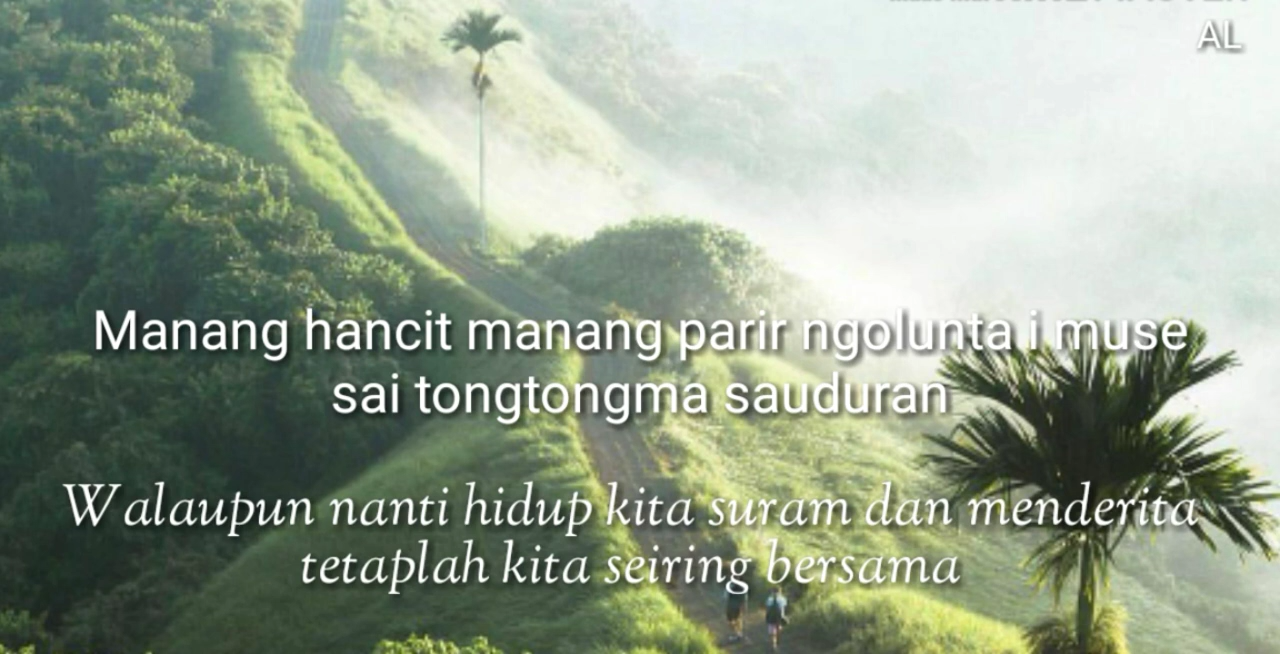 AL
Manang hancit manang parir ngolunta i muse
sai tongtongma sauduran
Walaupun nanti hidup kita suram dan menderita
tetaplah kita seiring bersama